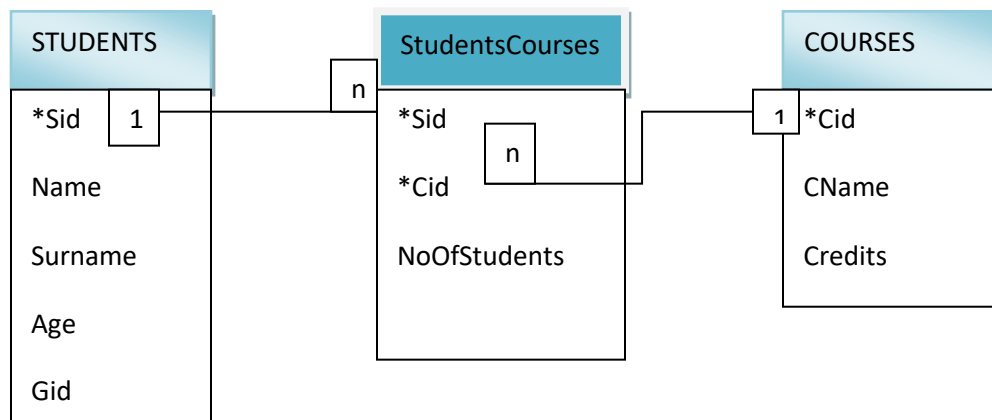 STUDENTS
*Sid
1
Name
Surname
Age
Gid
n
StudentsCourses
*Sid
n
*Cid
NoOfStudents
COURSES
1
*Cid
CName
Credits